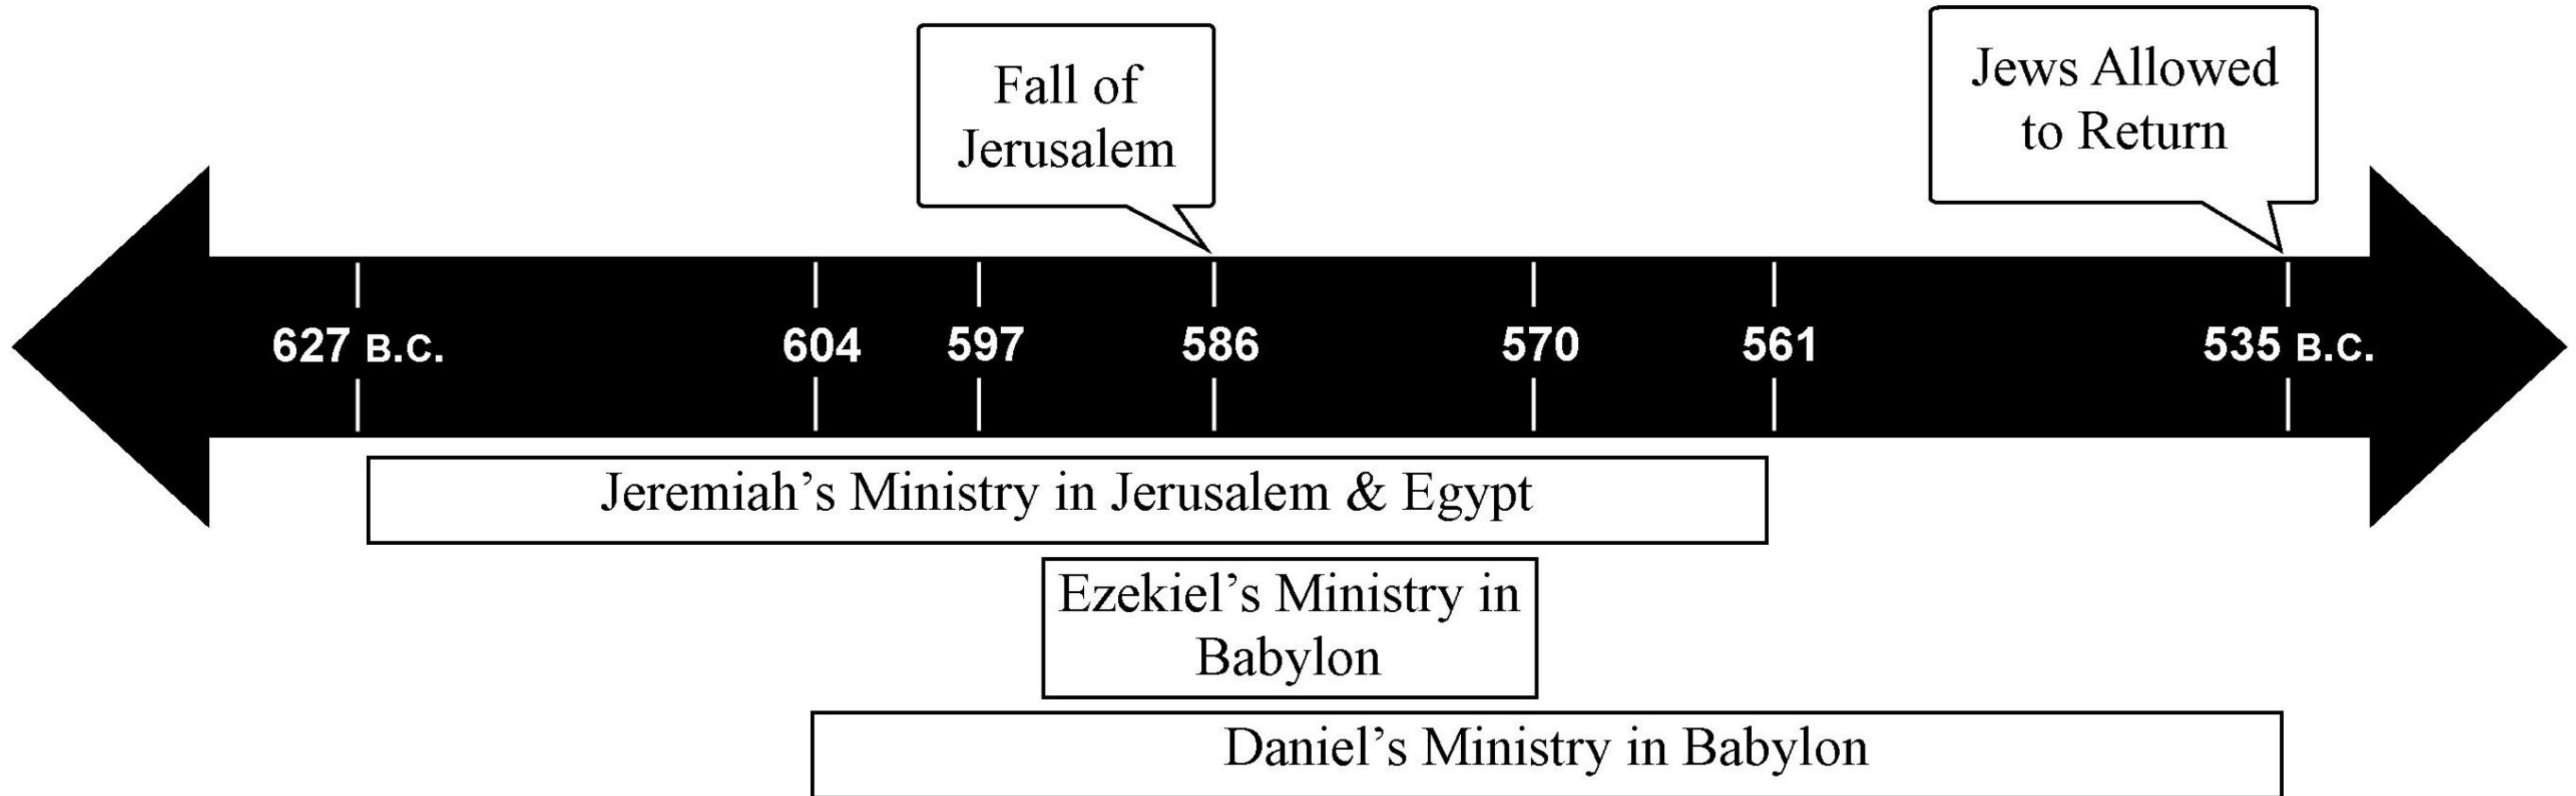 Fall of
Jerusalem
Jews Allowed
to Return
627 B.C. 604 597 586 570 561 535 B.C.
Jeremiah’s Ministry in Jerusalem & Egypt
Ezekiel’s Ministry in
Babylon
Daniel’s Ministry in Babylon